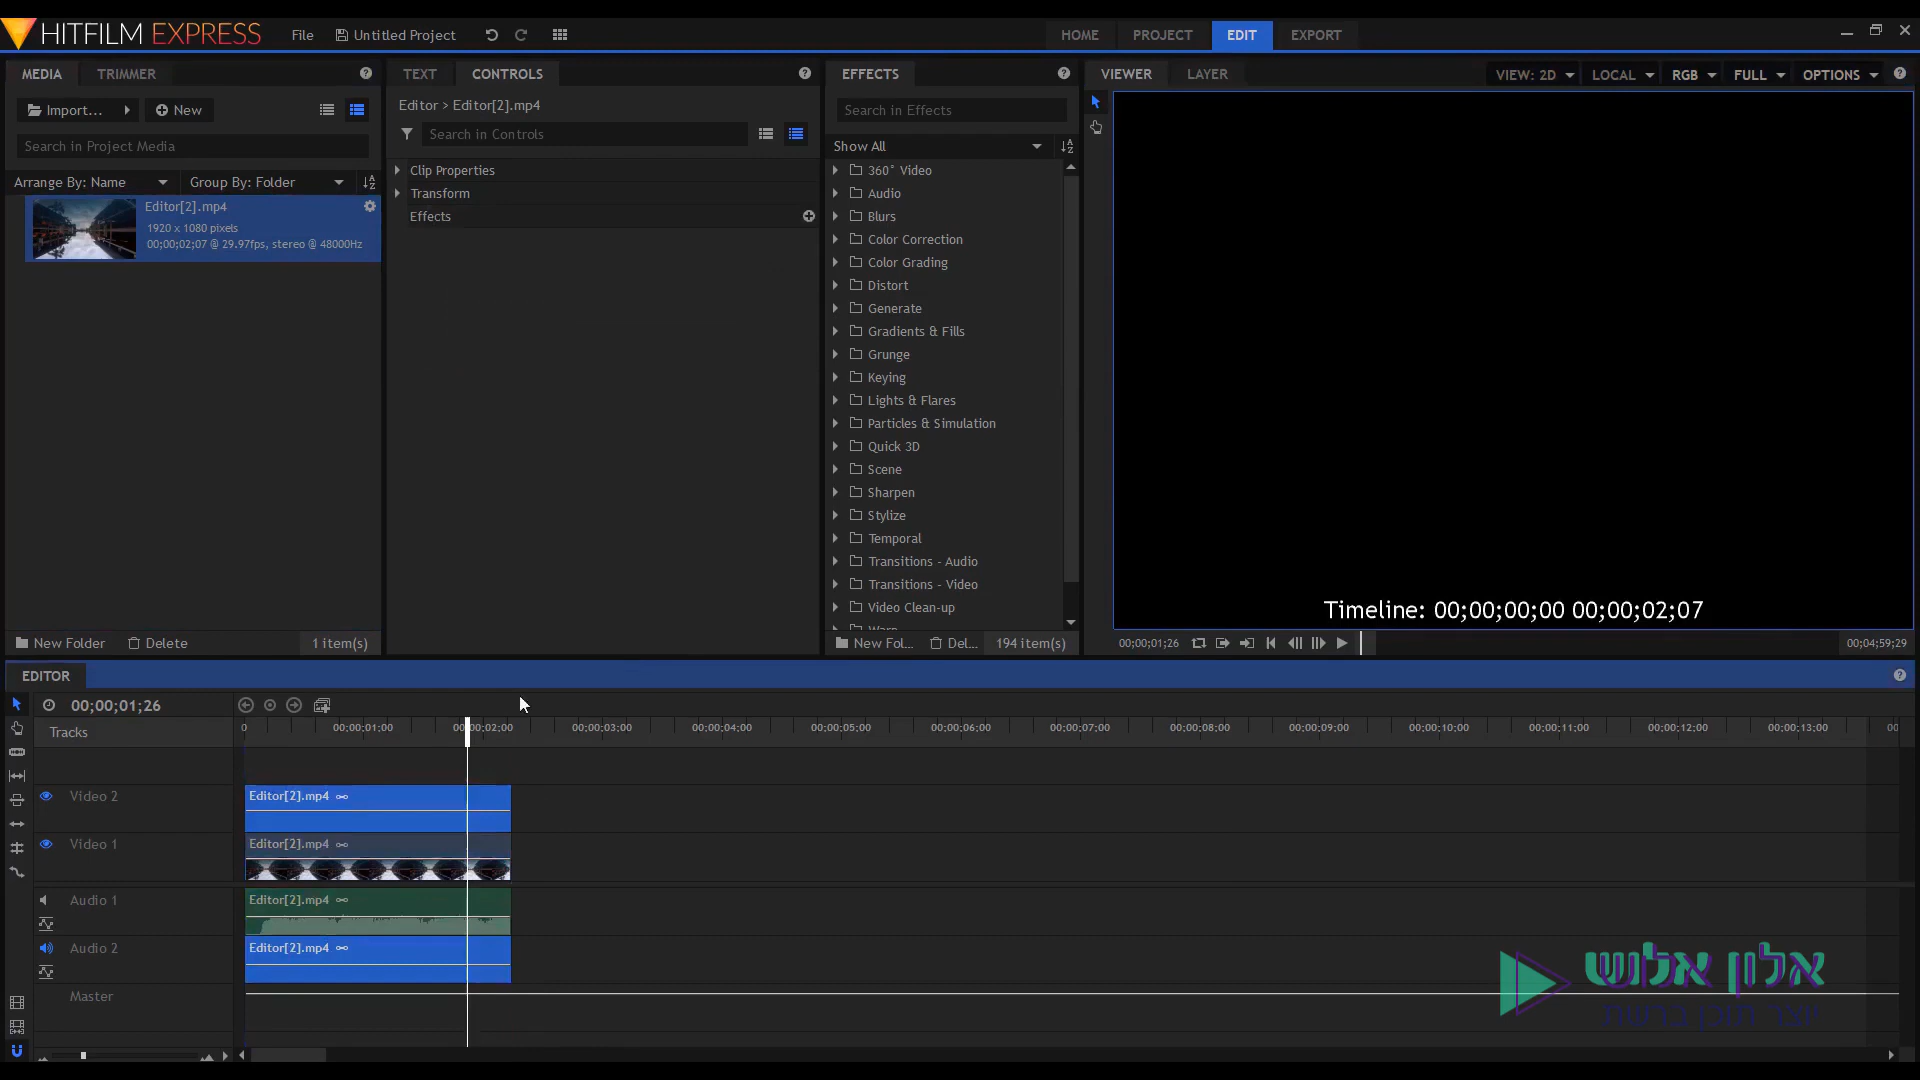 HITFILM EXPRESS
File
Untitled Project
HOME
PROJECT
EDIT
EXPORT
MEDIA
TRIMMER
TEXT
CONTROLS
EFFECTS
VIEWER
LAYER
VIEW: 2D
LOCAL
RGB
FULL
OPTIONS
Import...
New
Search in Project Media
Arrange By: Name
Group By: Folder
Editor[2].mp4
1920 x 1080 pixels
00;00;02;07 @ 29.97fps, stereo @ 48000Hz
New Folder
Delete
1 item(s)
Editor > Editor[2].mp4
Search in Controls
Clip Properties
Transform
Effects
Search in Effects
Show All
360° Video
Audio
Blurs
Color Correction
Color Grading
Distort
Generate
Gradients & Fills
Grunge
Keying
Lights & Flares
Particles & Simulation
Quick 3D
Scene
Sharpen
Stylize
Temporal
Transitions - Audio
Transitions - Video
Video Clean-up
Warp
New Fol...
Del...
194 item(s)
Timeline: 00;00;00;00 00;00;02;07
00;00;01;26
00;04;59;29
EDITOR
00;00;01;26
Tracks
0
00;00;01;00
00;00;02;00
00;00;03;00
00;00;04;00
00;00;05;00
00;00;06;00
00;00;07;00
00;00;08;00
00;00;09;00
00;00;10;00
00;00;11;00
00;00;12;00
00;00;13;00
00
Video 2
Editor[2].mp4
Video 1
Editor[2].mp4
Audio 1
Editor[2].mp4
Audio 2
Editor[2].mp4
Master
אלון אלוש
יוצר תוכן ברשת